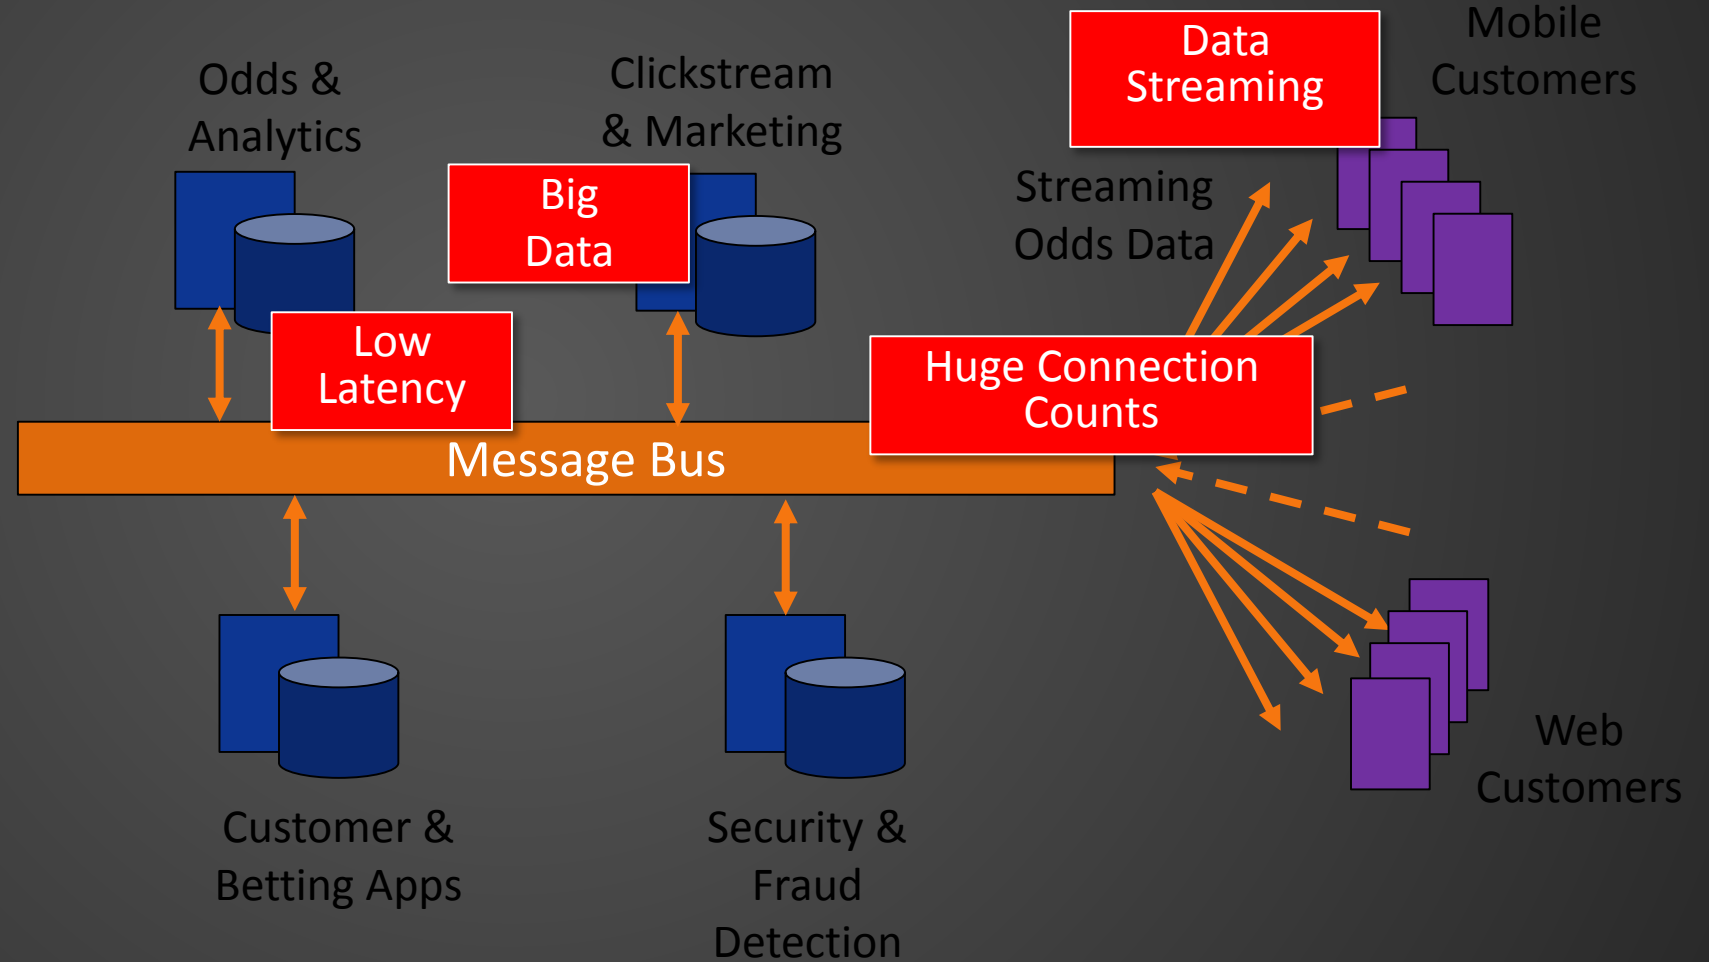 Odds &
Analytics
Clickstream
& Marketing
Data
Streaming
Mobile
Customers
Big
Data
Streaming
Odds Data
Low
Latency
Huge Connection
Counts
Message Bus
Customer &
Betting Apps
Security &
Fraud
Detection
Web
Customers